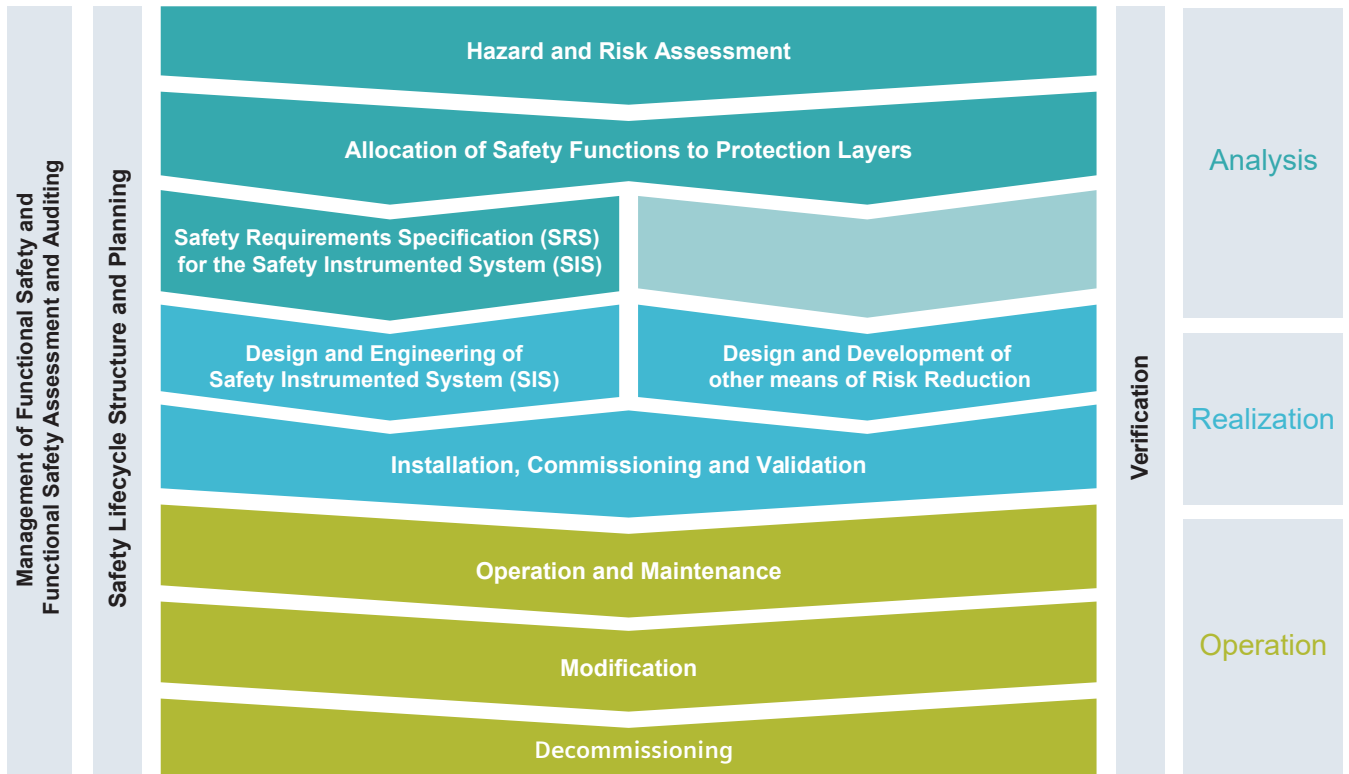 Management of Functional Safety and
Functional Safety Assessment and Auditing
Safety Lifecycle Structure and Planning
Hazard and Risk Assessment
Allocation of Safety Functions to Protection Layers
Safety Requirements Specification (SRS)
for the Safety Instrumented System (SIS)
Design and Engineering of
Safety Instrumented System (SIS)
Design and Development of
other means of Risk Reduction
Installation, Commissioning and Validation
Operation and Maintenance
Modification
Decommissioning
Verification
Analysis
Realization
Operation